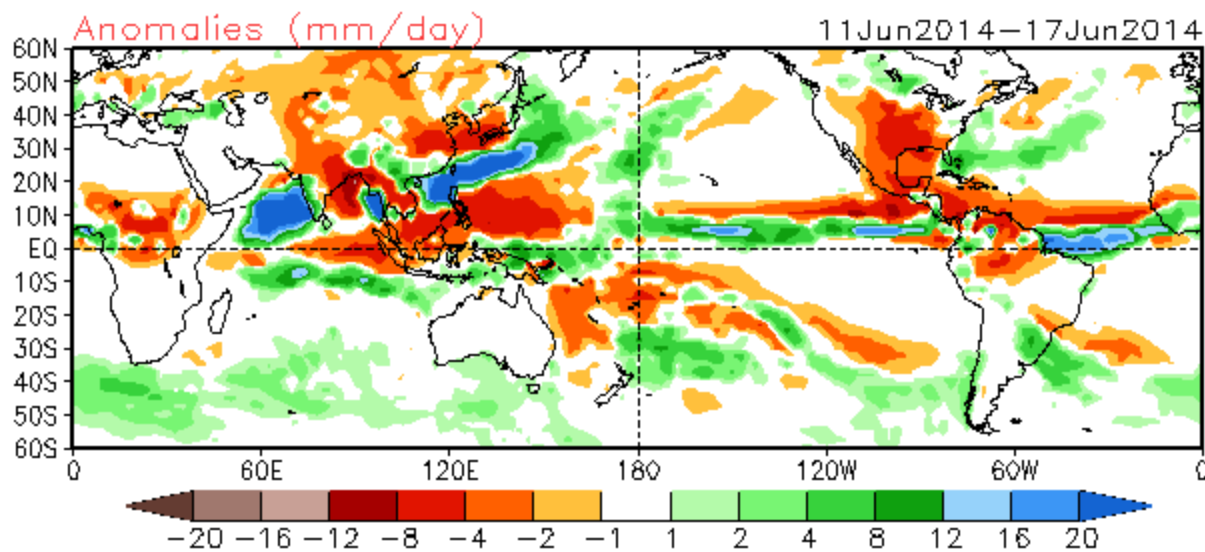 Anomalies (mm/day) 11Jun2014−17Jun2014
60N
50N
40N
30N
20N
10N
EQ
10S
20S
30S
40S
50S
60S
0 60E 120E 180 120W 60W 0
−20 −16 −12 −8 −4 −2 −1 1 2 4 8 12 16 20